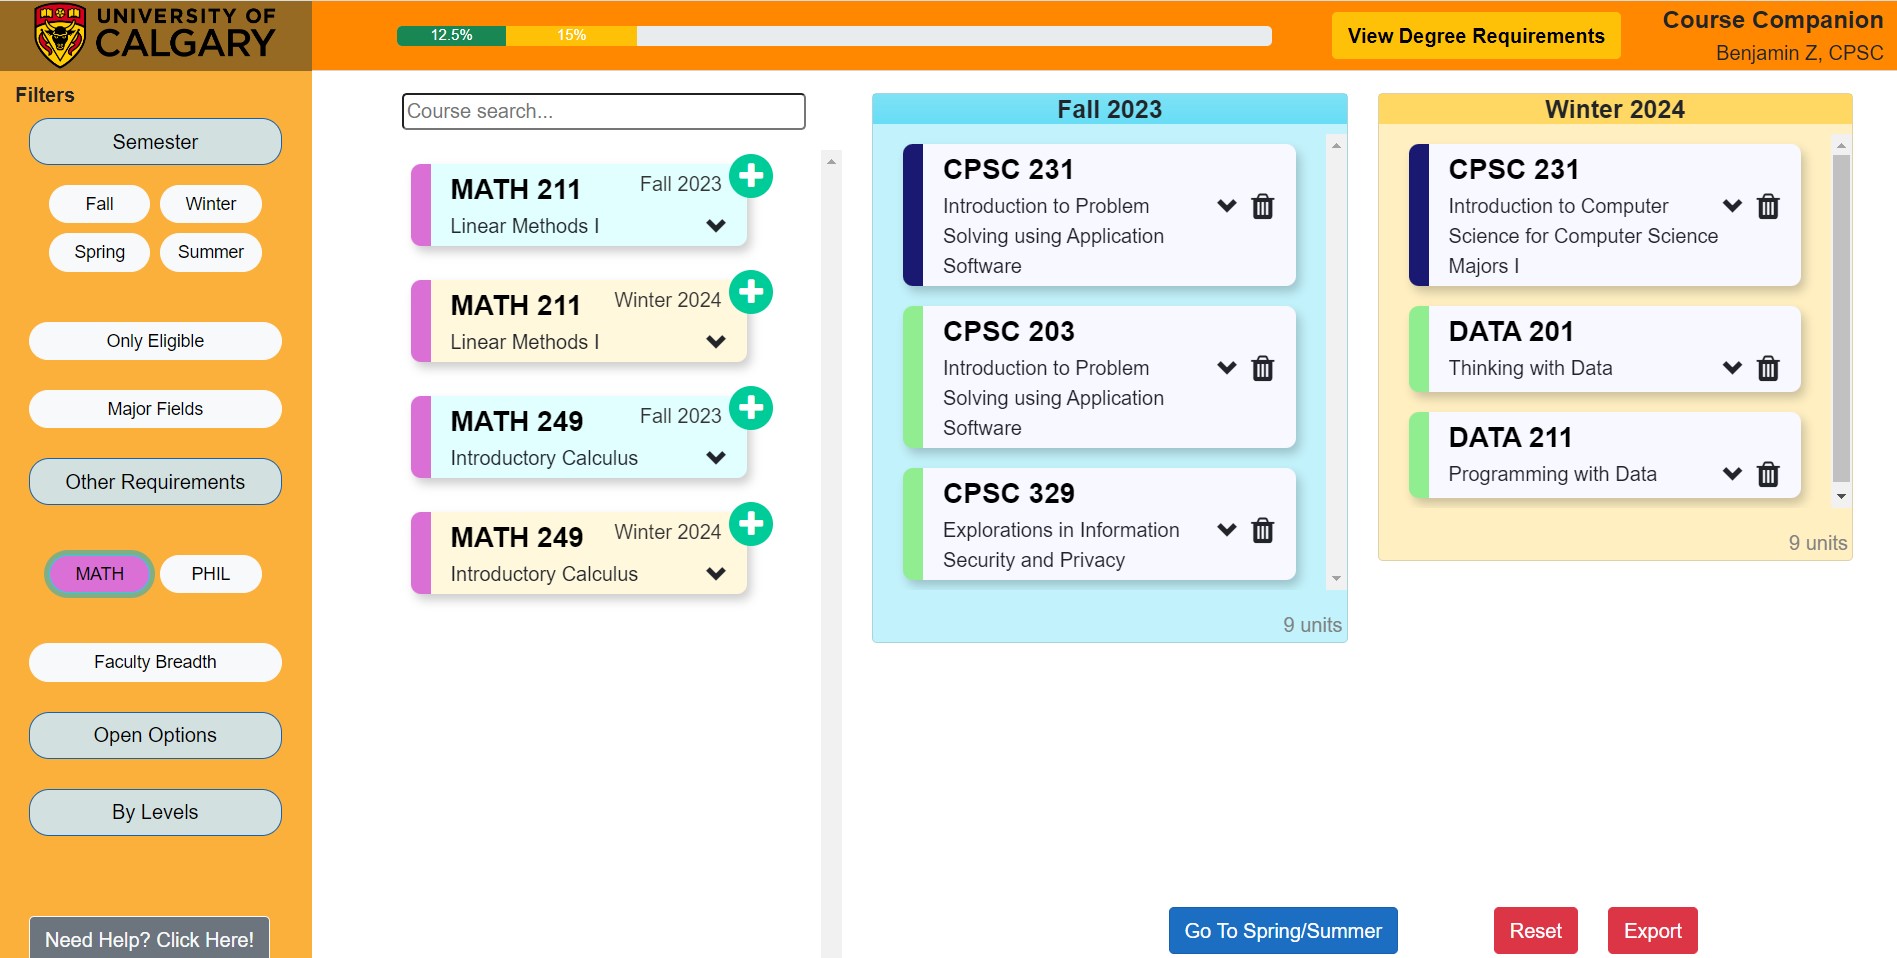 UNIVERSITY OF
CALGARY
12.5%
15%
View Degree Requirements
Course Companion
Benjamin Z, CPSC
Filters
Semester
Fall
Winter
Spring
Summer
Only Eligible
Major Fields
Other Requirements
MATH
PHIL
Faculty Breadth
Open Options
By Levels
Need Help? Click Here!
Course search...
MATH 211
Fall 2023
Linear Methods I
MATH 211
Winter 2024
Linear Methods I
MATH 249
Fall 2023
Introductory Calculus
MATH 249
Winter 2024
Introductory Calculus
Fall 2023
CPSC 231
Introduction to Problem
Solving using Application
Software
CPSC 203
Introduction to Problem
Solving using Application
Software
CPSC 329
Explorations in Information
Security and Privacy
9 units
Winter 2024
CPSC 231
Introduction to Computer
Science for Computer Science
Majors I
DATA 201
Thinking with Data
DATA 211
Programming with Data
9 units
Go To Spring/Summer
Reset
Export